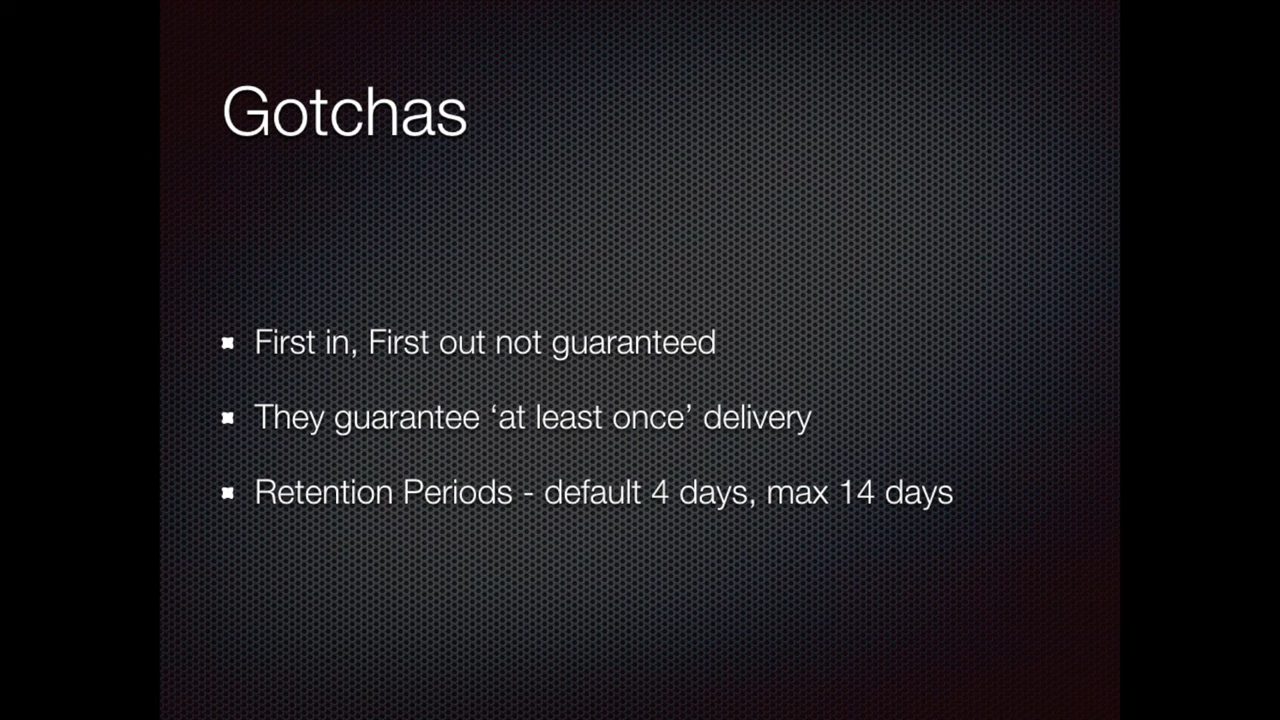 Gotchas
First in, First out not guaranteed
They guarantee ‘at least once’ delivery
Retention Periods - default 4 days, max 14 days